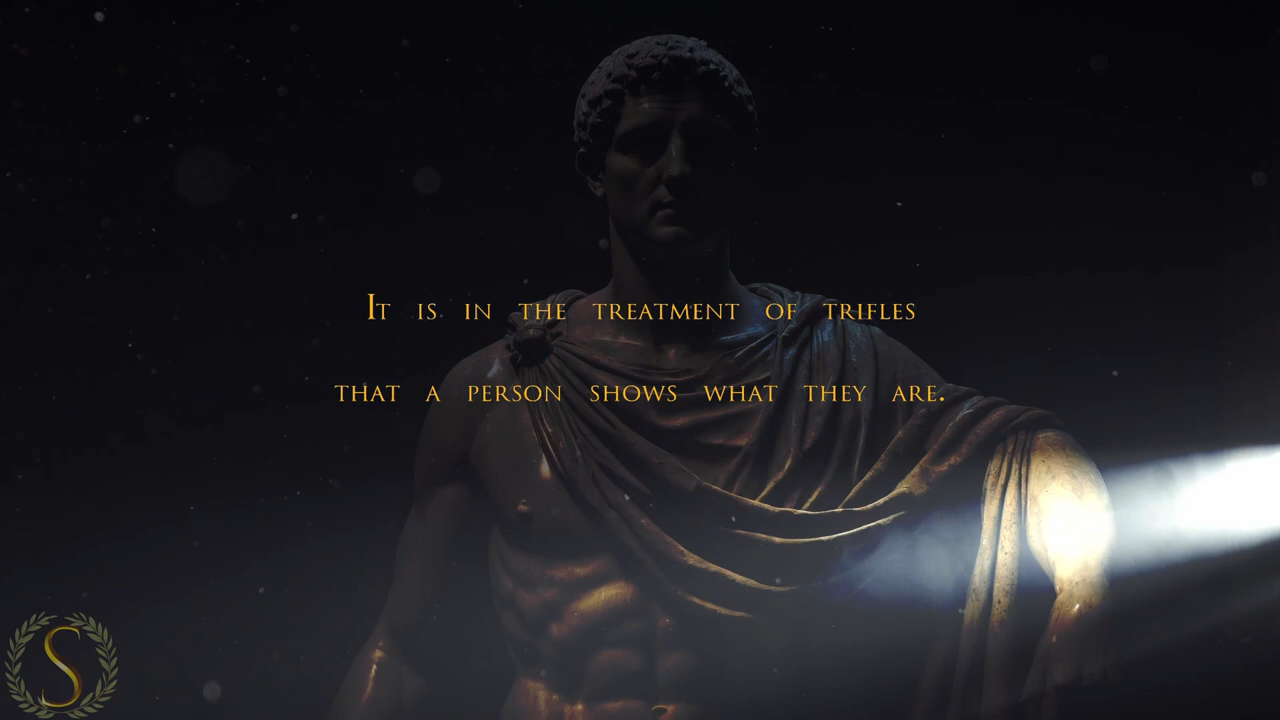 It is in the treatment of trifles
that a person shows what they are.
S